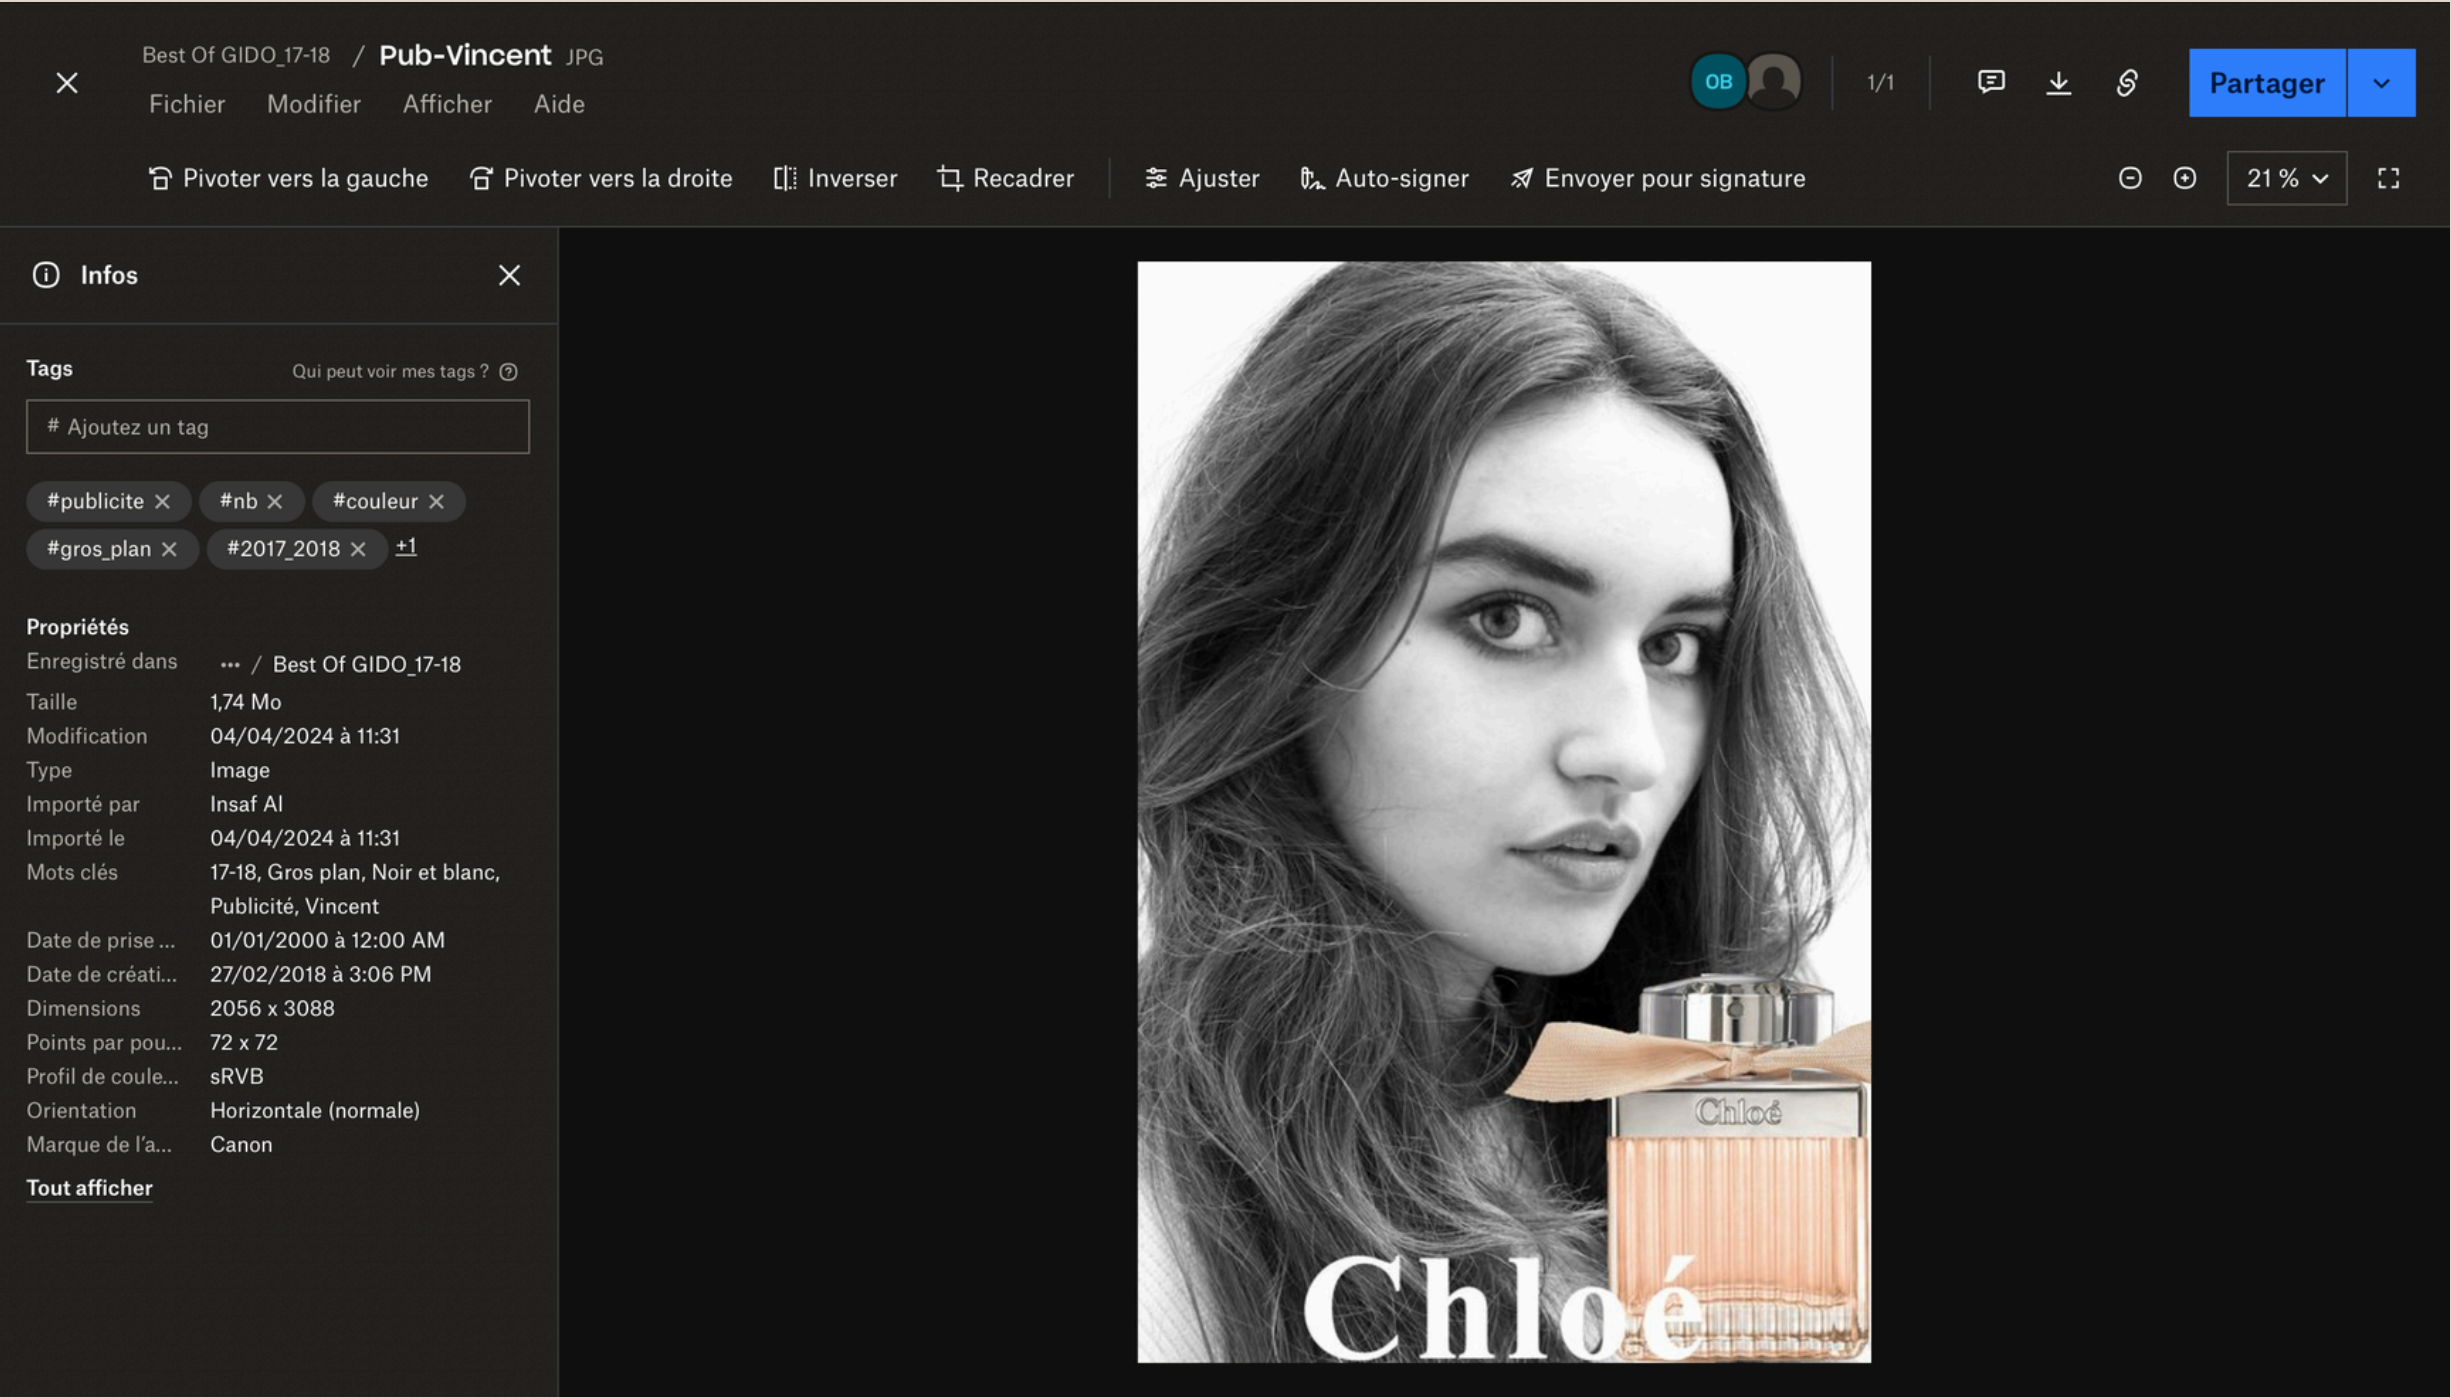 Best Of GIDO_17-18 / Pub-Vincent JPG
Fichier Modifier Afficher Aide
OB
1/1
Partager
Pivoter vers la gauche Pivoter vers la droite Inverser Recadrer Ajuster Auto-signer Envoyer pour signature
21 %
Infos
Tags Qui peut voir mes tags ?
# Ajoutez un tag
#publicite #nb #couleur
#gros_plan #2017_2018 +1
Propriétés
Enregistré dans ··· / Best Of GIDO_17-18
Taille 1,74 Mo
Modification 04/04/2024 à 11:31
Type Image
Importé par Insaf Al
Importé le 04/04/2024 à 11:31
Mots clés 17-18, Gros plan, Noir et blanc,
Publicité, Vincent
Date de prise ... 01/01/2000 à 12:00 AM
Date de créati... 27/02/2018 à 3:06 PM
Dimensions 2056 x 3088
Points par pou... 72 x 72
Profil de coule... sRVB
Orientation Horizontale (normale)
Marque de l'a... Canon
Tout afficher
Chloé
Chloé